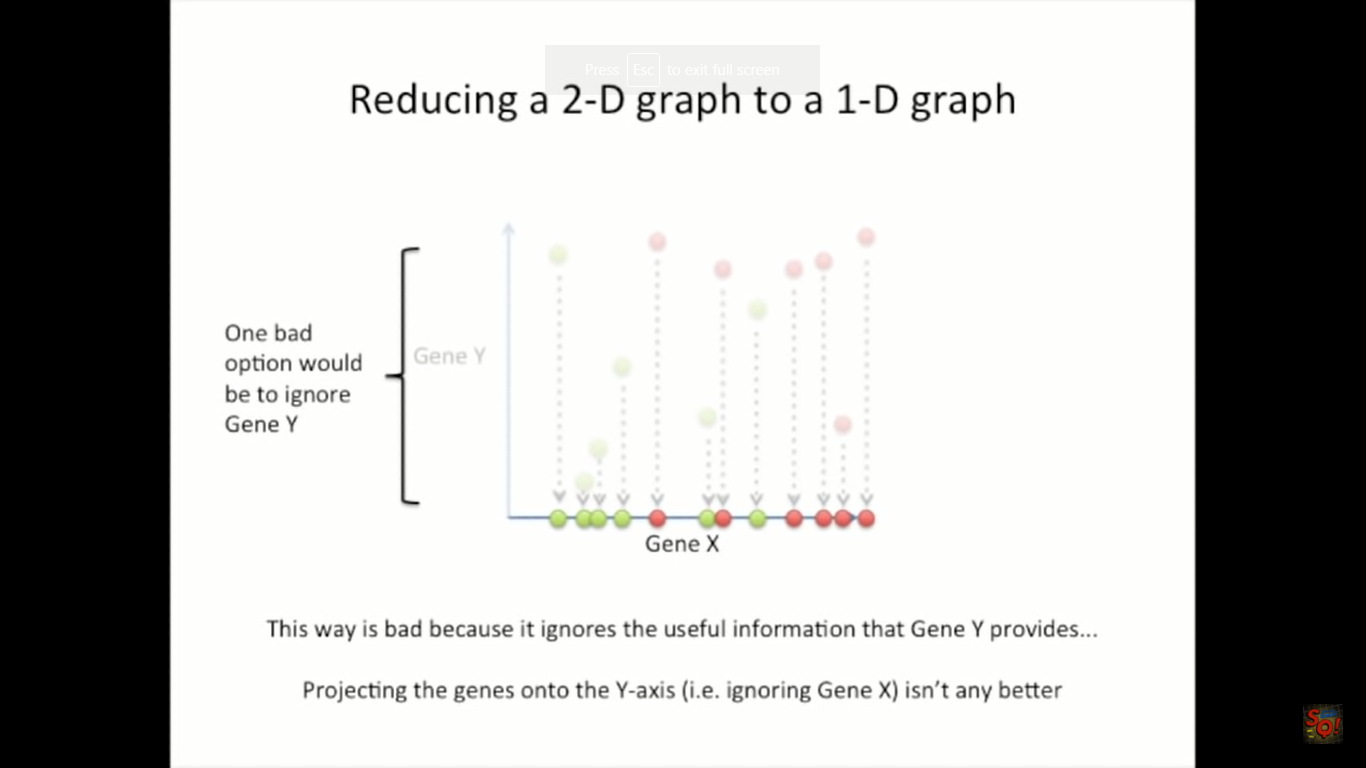 Press Esc to exit full screen
Reducing a 2-D graph to a 1-D graph
One bad
option would
be to ignore
Gene Y
Gene Y
Gene X
This way is bad because it ignores the useful information that Gene Y provides...
Projecting the genes onto the Y-axis (i.e. ignoring Gene X) isn't any better
SQ!